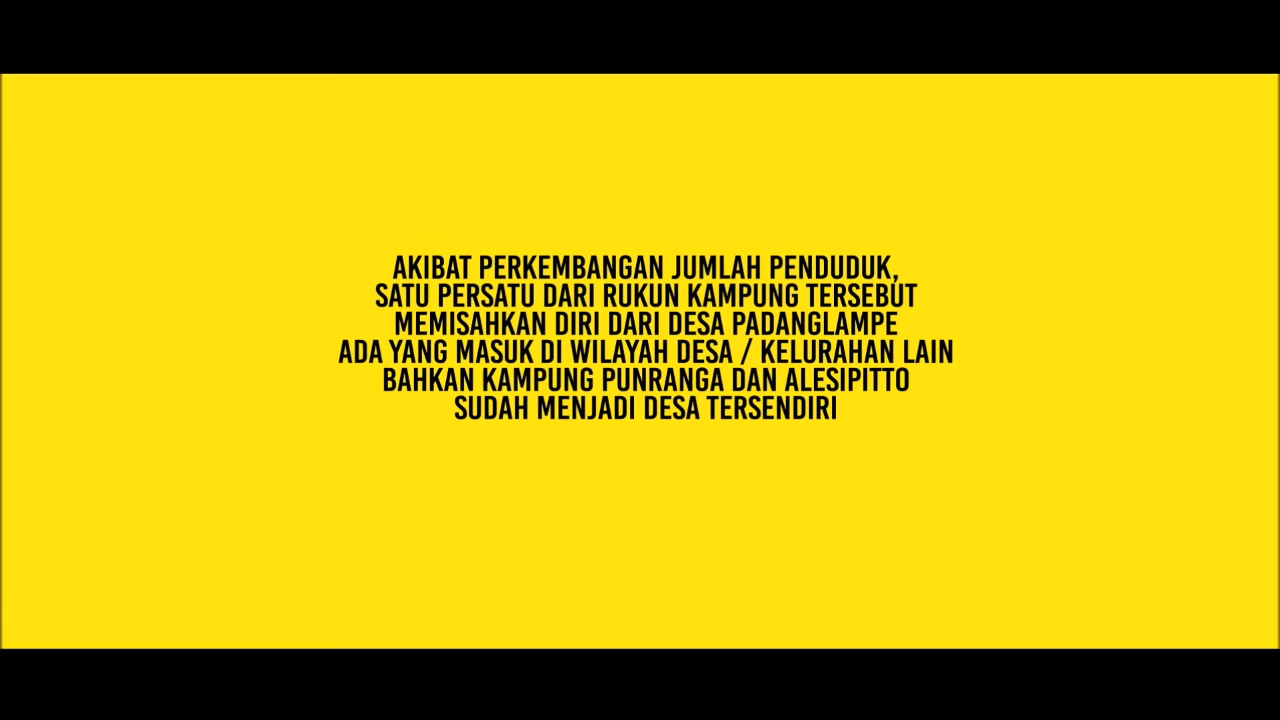 AKIBAT PERKEMBANGAN JUMLAH PENDUDUK,
SATU PERSATU DARI RUKUN KAMPUNG TERSEBUT
MEMISAHKAN DIRI DARI DESA PADANGLAMPE
ADA YANG MASUK DI WILAYAH DESA / KELURAHAN LAIN
BAHKAN KAMPUNG PUNRANGA DAN ALESIPITTO
SUDAH MENJADI DESA TERSENDIRI